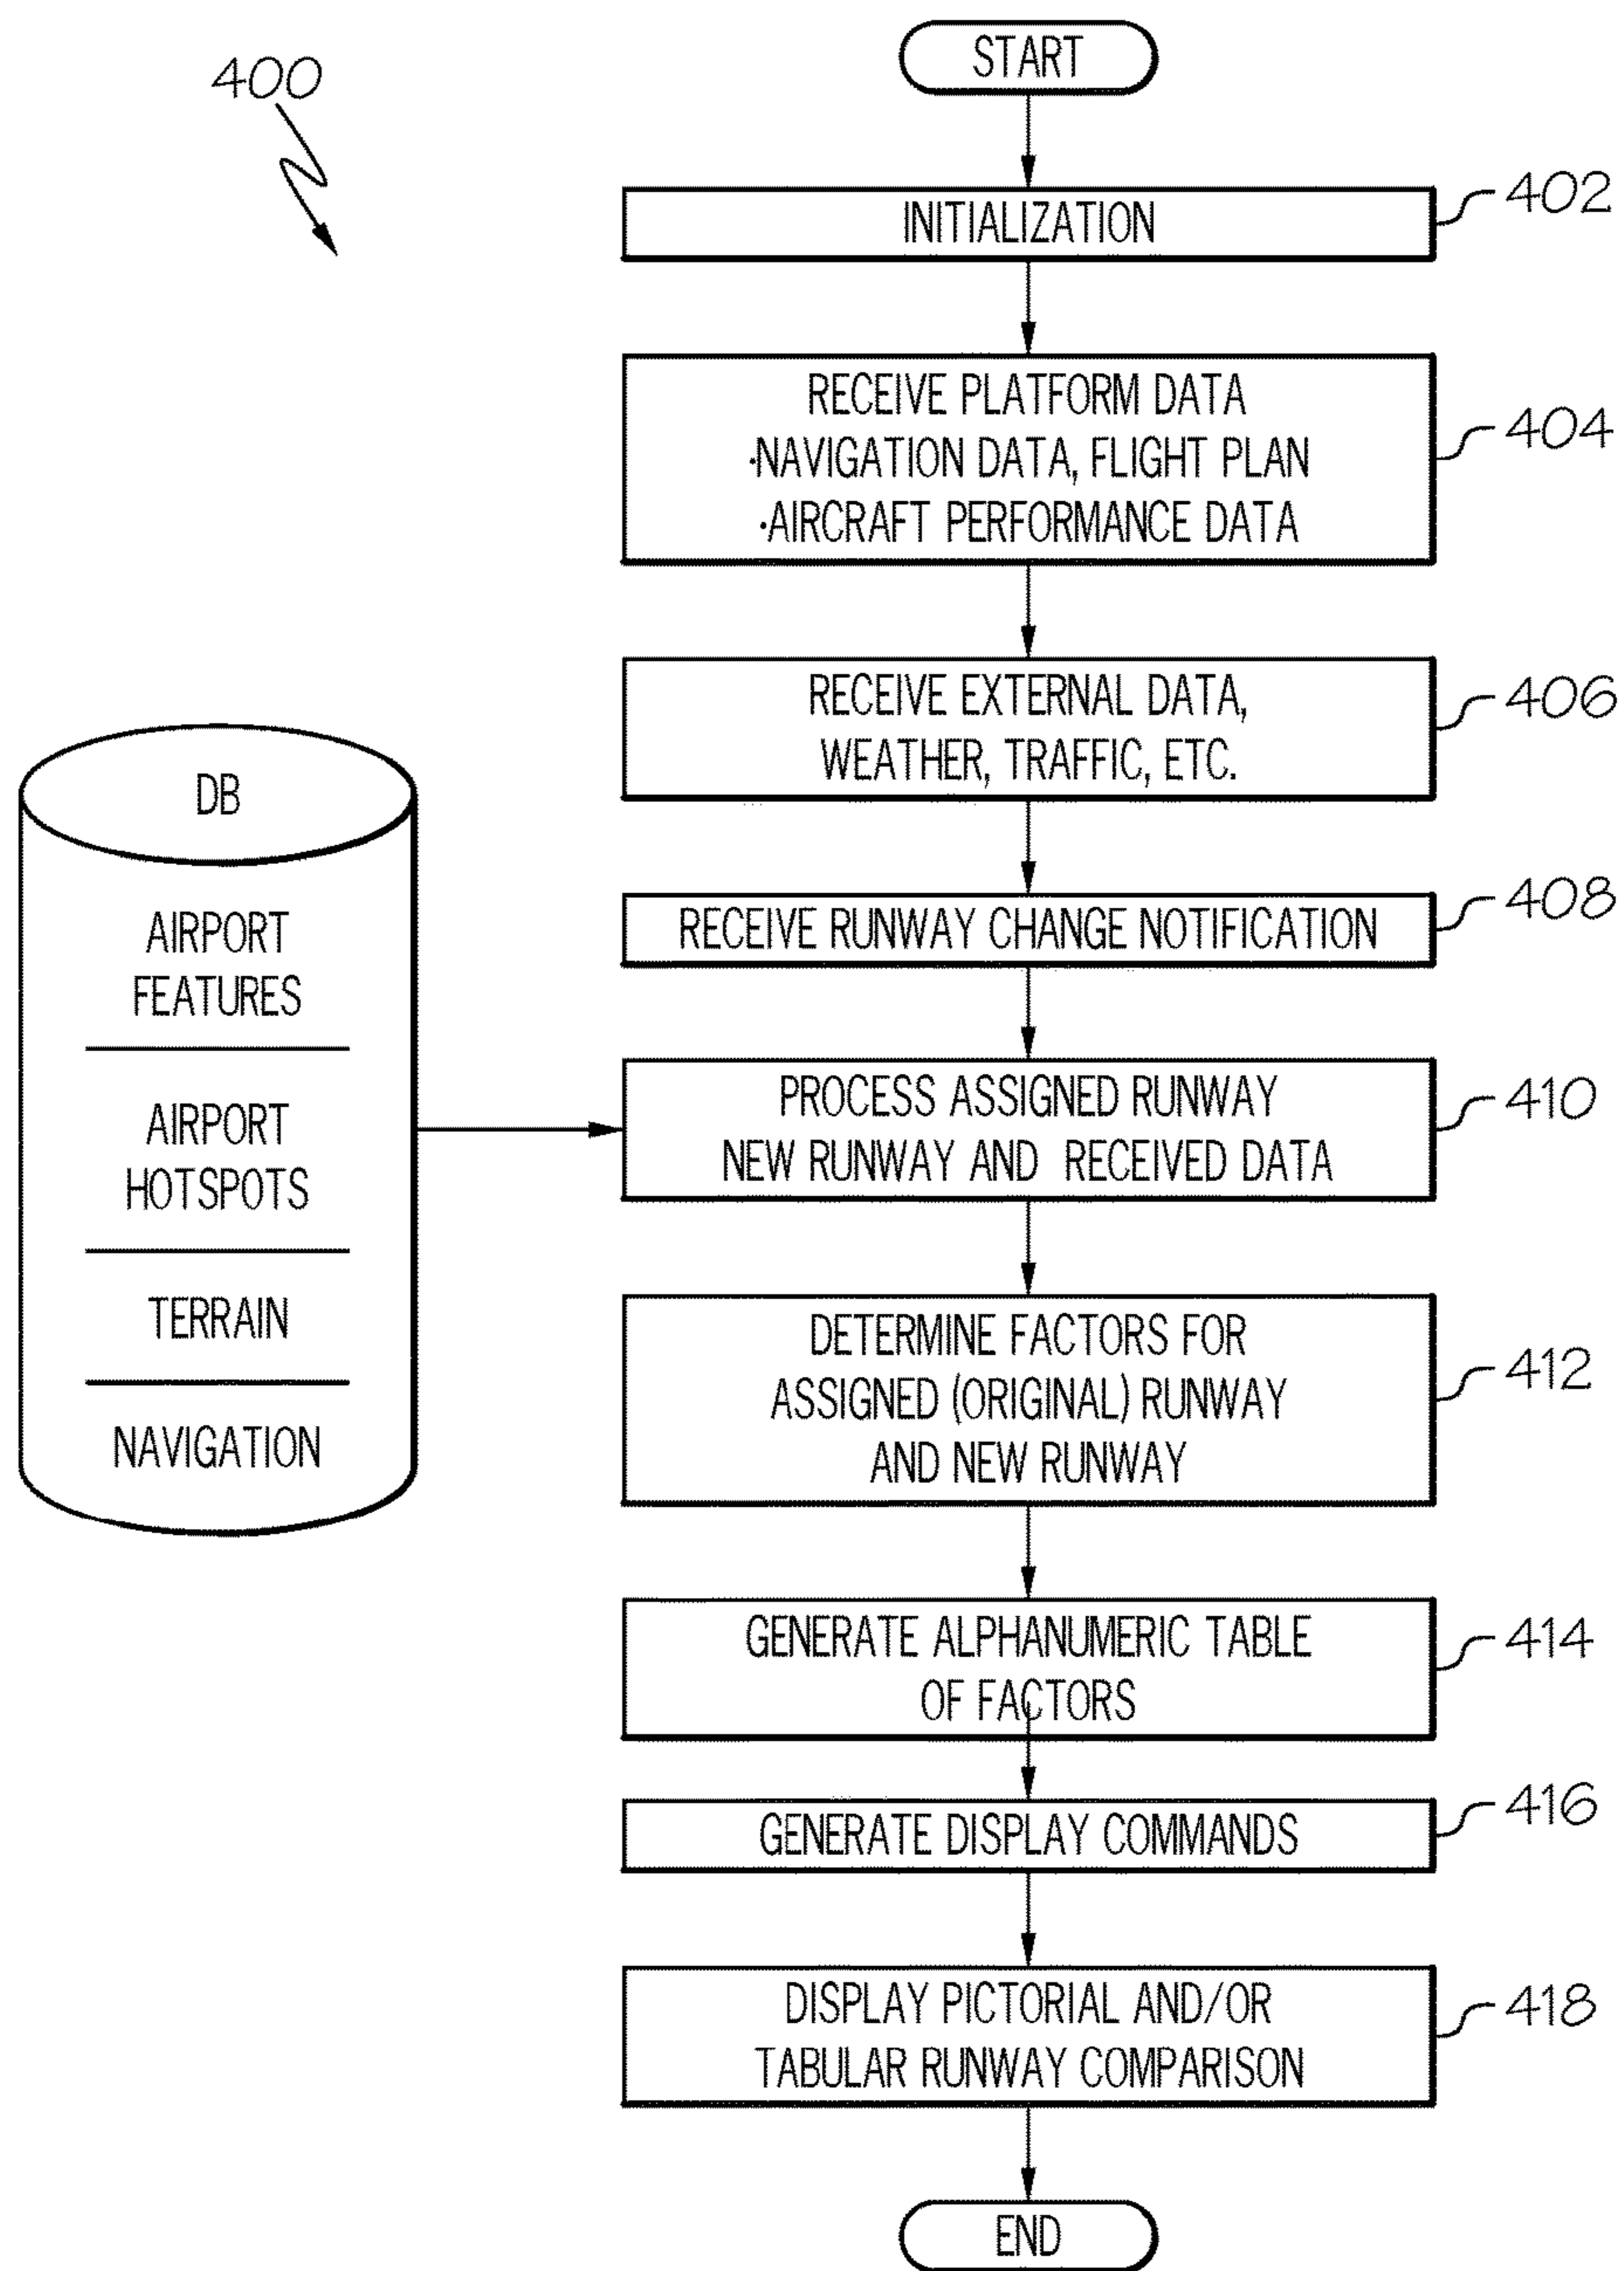 400
START
INITIALIZATION
402
RECEIVE PLATFORM DATA
·NAVIGATION DATA, FLIGHT PLAN
·AIRCRAFT PERFORMANCE DATA
404
RECEIVE EXTERNAL DATA,
WEATHER, TRAFFIC, ETC.
406
RECEIVE RUNWAY CHANGE NOTIFICATION
408
DB
AIRPORT
FEATURES
AIRPORT
HOTSPOTS
TERRAIN
NAVIGATION
PROCESS ASSIGNED RUNWAY
NEW RUNWAY AND RECEIVED DATA
410
DETERMINE FACTORS FOR
ASSIGNED (ORIGINAL) RUNWAY
AND NEW RUNWAY
412
GENERATE ALPHANUMERIC TABLE
OF FACTORS
414
GENERATE DISPLAY COMMANDS
416
DISPLAY PICTORIAL AND/OR
TABULAR RUNWAY COMPARISON
418
END